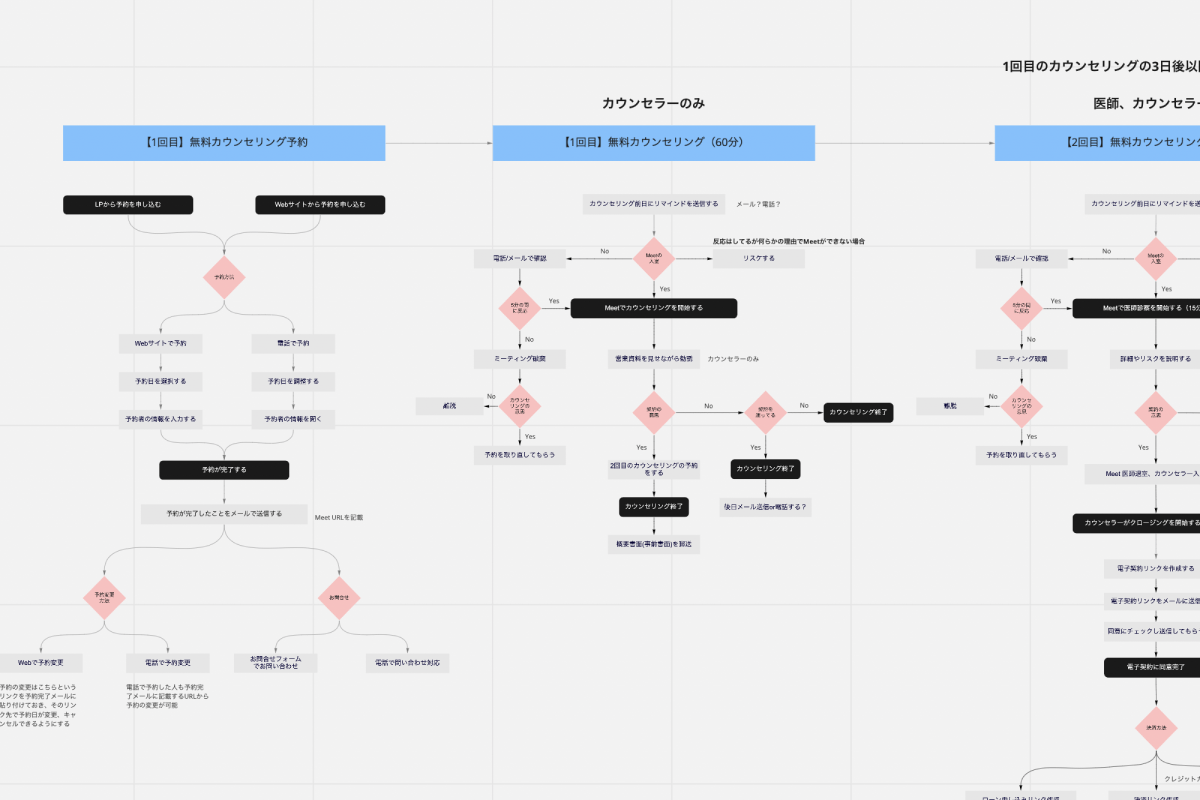 1回目のカウンセリングの3日後以
カウンセラーのみ
医師、カウンセラー
【1回目】無料カウンセリング予約
【1回目】無料カウンセリング（60分）
【2回目】無料カウンセリング
LPから予約を申し込む
Webサイトから予約を申し込む
予約方法
Webサイトで予約
電話で予約
予約日を選択する
予約日を調整する
予約者の情報を入力する
予約者の情報を聞く
予約が完了する
予約が完了したことをメールで送信する
Meet URLを記載
予約変更
方法
お問合せ
Webで予約変更
電話で予約変更
お問合せフォーム
でお問い合わせ
電話で問い合わせ対応
予約の変更はこちらという
リンクを予約完了メールに
貼り付けておき、そのリン
ク先で予約日が変更、キャ
ンセルできるようにする
電話で予約した人も予約完
了メールに記載するURLから
予約の変更が可能
カウンセリング前日にリマインドを送信する
メール？電話？
反応はしてるが何らかの理由でMeetができない場合
電話/メールで確認
No
Meetの
入室
リスケする
Yes
5分の間
に反応
Yes
Meetでカウンセリングを開始する
No
ミーティング破棄
営業資料を見せながら勧誘
カウンセラーのみ
カウンセ
リングの
No
Yes
予約を取り直してもらう
契約の
No
契約を
迷ってる
No
カウンセリング終了
Yes
Yes
2回目のカウンセリングの予約
をする
カウンセリング終了
カウンセリング終了
後日メール送信or電話する？
概要書面(事前書面)を郵送
カウンセリング前日にリマインドを送
電話/メールで確認
No
Meetの
入室
Yes
5分の間
に反応
Yes
Meetで医師診察を開始する（15分
No
ミーティング破棄
詳細やリスクを説明する
カウンセ
リングの
No
Yes
予約を取り直してもらう
契約の
Yes
Meet 医師退室、カウンセラー入
カウンセラーがクロージングを開始する
電子契約リンクを作成する
電子契約リンクをメールに送信
同意にチェックし送信してもらう
電子契約に同意完了
決済方法
クレジットカ
ローン申し込みリンク作成
決済リンク作成